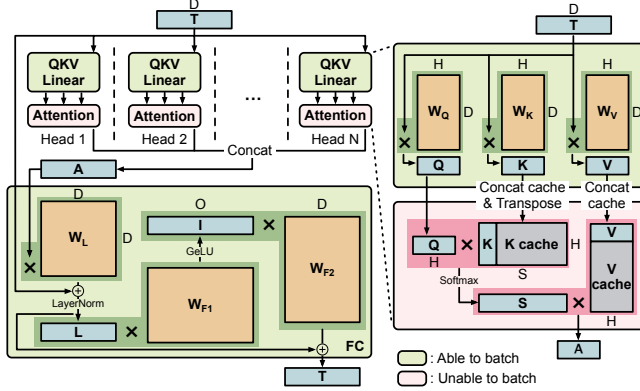 D
T
QKV
Linear
QKV
Linear
QKV
Linear
...
Attention
Attention
Attention
Head 1
Head 2
Head N
Concat
A
D
W_L
D
×
LayerNorm
L
×
O
I
×
GeLU
W_F1
D
W_F2
FC
T
D
T
H
H
H
W_Q
D
W_K
D
W_V
D
×
×
×
Q
K
V
Concat cache
& Transpose
Concat
cache
Q
×
K
K cache
H
H
S
Softmax
S
×
V
V
cache
H
A
: Able to batch
: Unable to batch